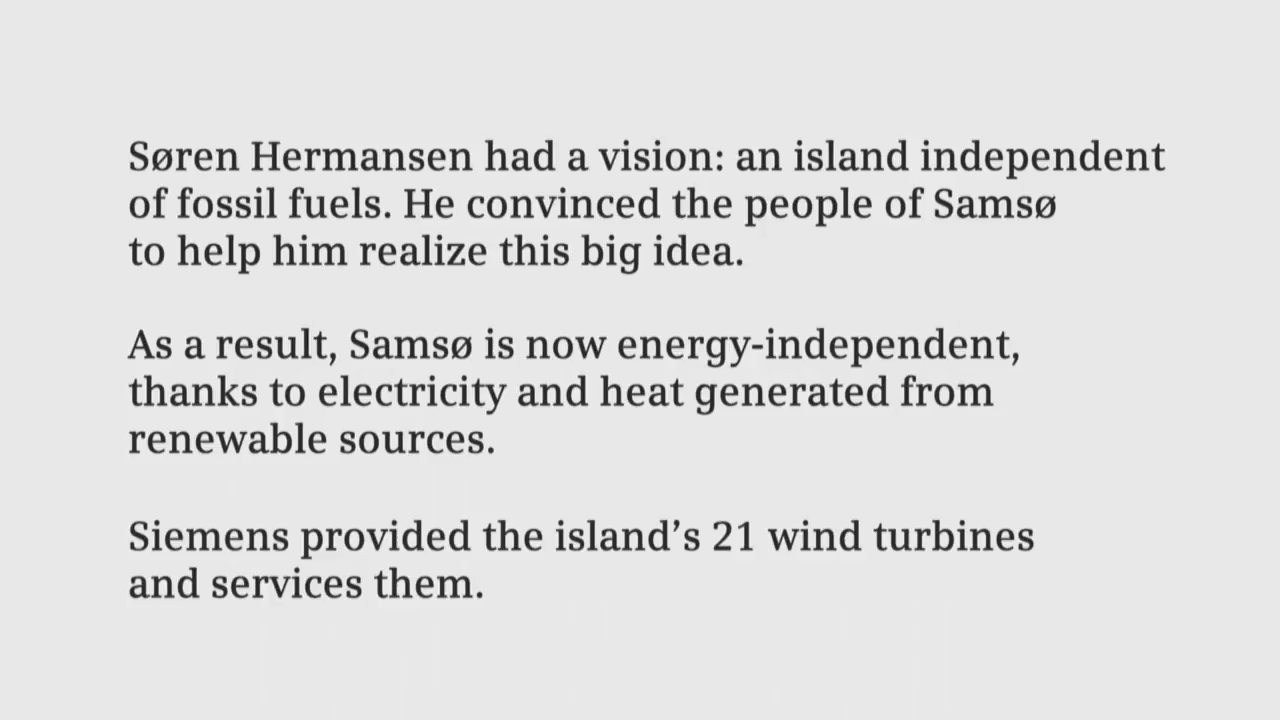 Søren Hermansen had a vision: an island independent
of fossil fuels. He convinced the people of Samsø
to help him realize this big idea.
As a result, Samsø is now energy-independent,
thanks to electricity and heat generated from
renewable sources.
Siemens provided the island’s 21 wind turbines
and services them.